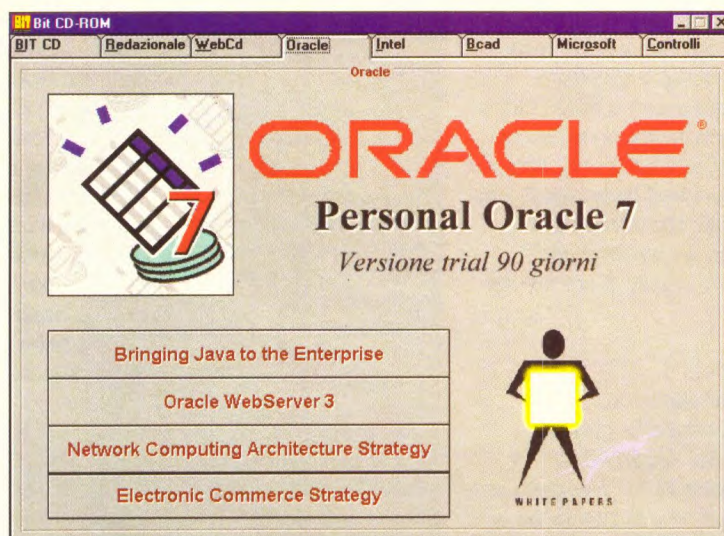 BIT Bit CD-ROM
BIT CD Redazionale WebCd Oracle Intel Bcad Microsoft Controlli
Oracle
ORACLE®
7
Personal Oracle 7
Versione trial 90 giorni
Bringing Java to the Enterprise
Oracle WebServer 3
Network Computing Architecture Strategy
Electronic Commerce Strategy
WHITE PAPERS